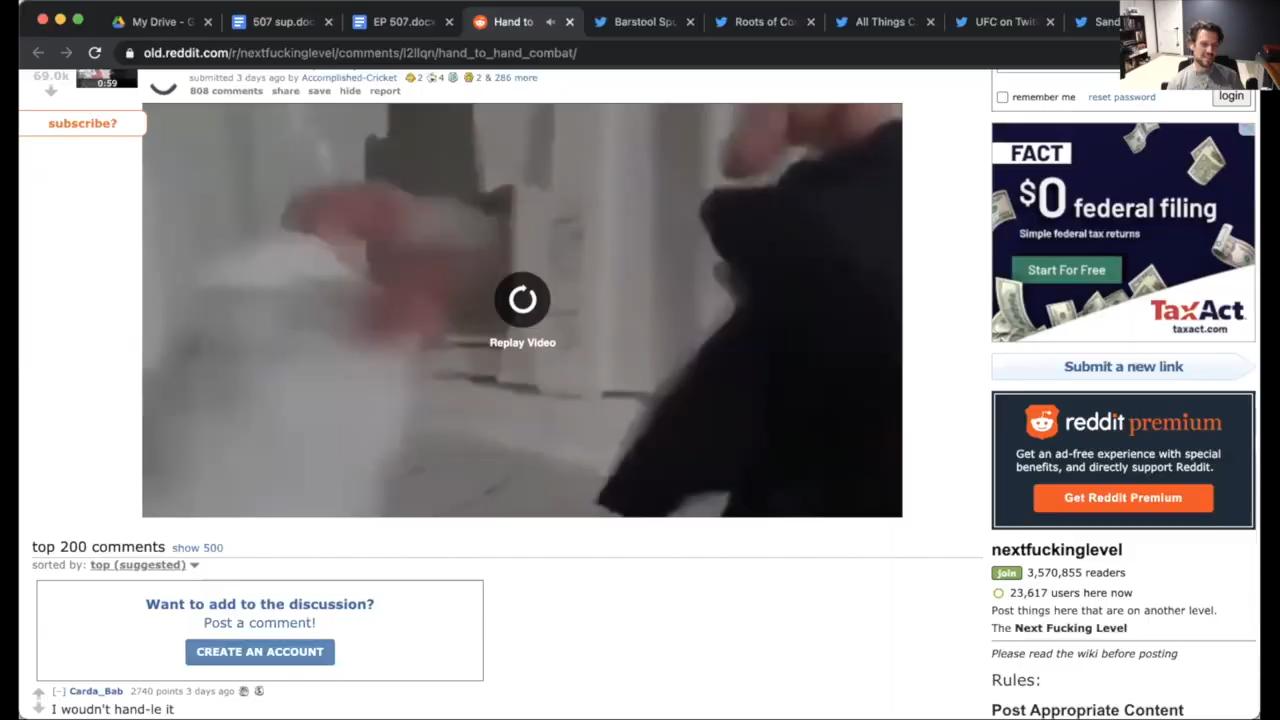 My Drive - G
507 sup.doc
EP 507.docx
Hand to
Barstool Spo
Roots of Co
All Things C
UFC on Twit
Sand
old.reddit.com/r/nextfuckinglevel/comments/l2llqn/hand_to_hand_combat/
69.0k
0:59
submitted 3 days ago by Accomplished-Cricket 2 4 2 & 286 more
808 comments share save hide report
remember me reset password login
subscribe?
FACT
$0 federal filing
Simple federal tax returns
Start For Free
TaxAct
taxact.com
Replay Video
Submit a new link
reddit premium
Get an ad-free experience with special
benefits, and directly support Reddit.
Get Reddit Premium
top 200 comments show 500
sorted by: top (suggested)
Want to add to the discussion?
Post a comment!
CREATE AN ACCOUNT
[–] Carda_Bab 2740 points 3 days ago
I woudn't hand-le it
nextfuckinglevel
join 3,570,855 readers
23,617 users here now
Post things here that are on another level.
The Next Fucking Level
Please read the wiki before posting
Rules:
Post Appropriate Content